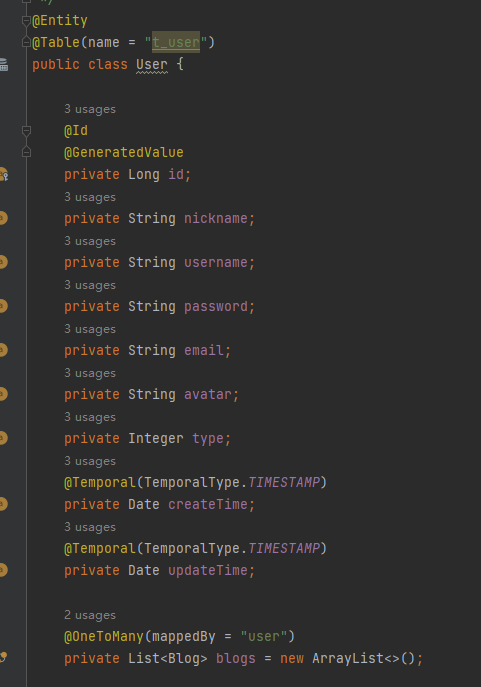 */
@Entity
@Table(name = "t_user")
public class User {
3 usages
@Id
@GeneratedValue
private Long id;
3 usages
private String nickname;
3 usages
private String username;
3 usages
private String password;
3 usages
private String email;
3 usages
private String avatar;
3 usages
private Integer type;
3 usages
@Temporal(TemporalType.TIMESTAMP)
private Date createTime;
3 usages
@Temporal(TemporalType.TIMESTAMP)
private Date updateTime;
2 usages
@OneToMany(mappedBy = "user")
private List<Blog> blogs = new ArrayList<>();